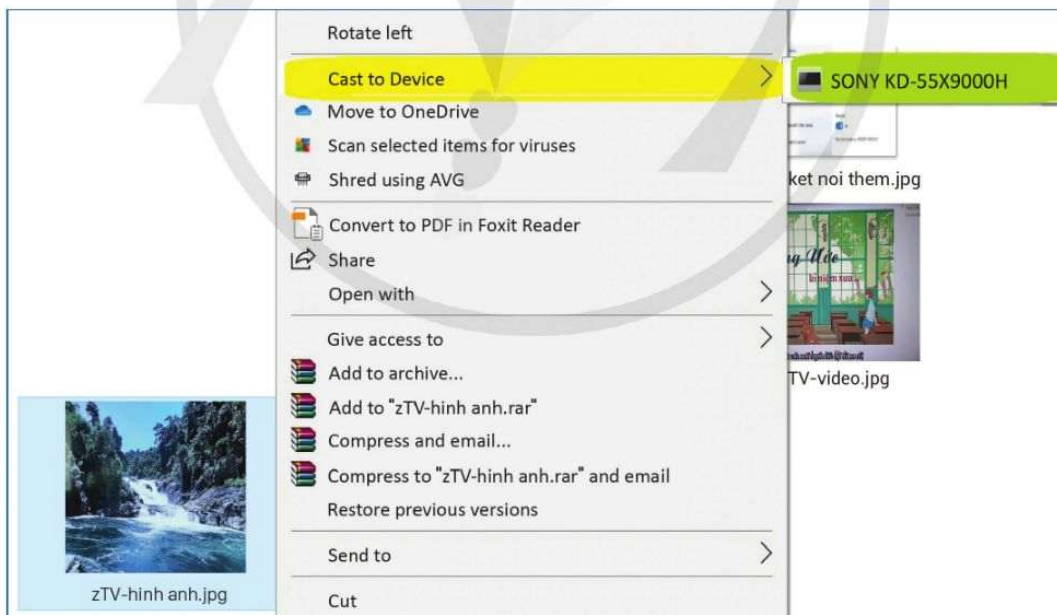 Rotate left
Cast to Device
SONY KD-55X9000H
Move to OneDrive
Scan selected items for viruses
Shred using AVG
ket noi them.jpg
Convert to PDF in Foxit Reader
Share
Open with
Give access to
Add to archive...
TV-video.jpg
Add to "zTV-hinh anh.rar"
Compress and email...
Compress to "zTV-hinh anh.rar" and email
Restore previous versions
Send to
zTV-hinh anh.jpg
Cut